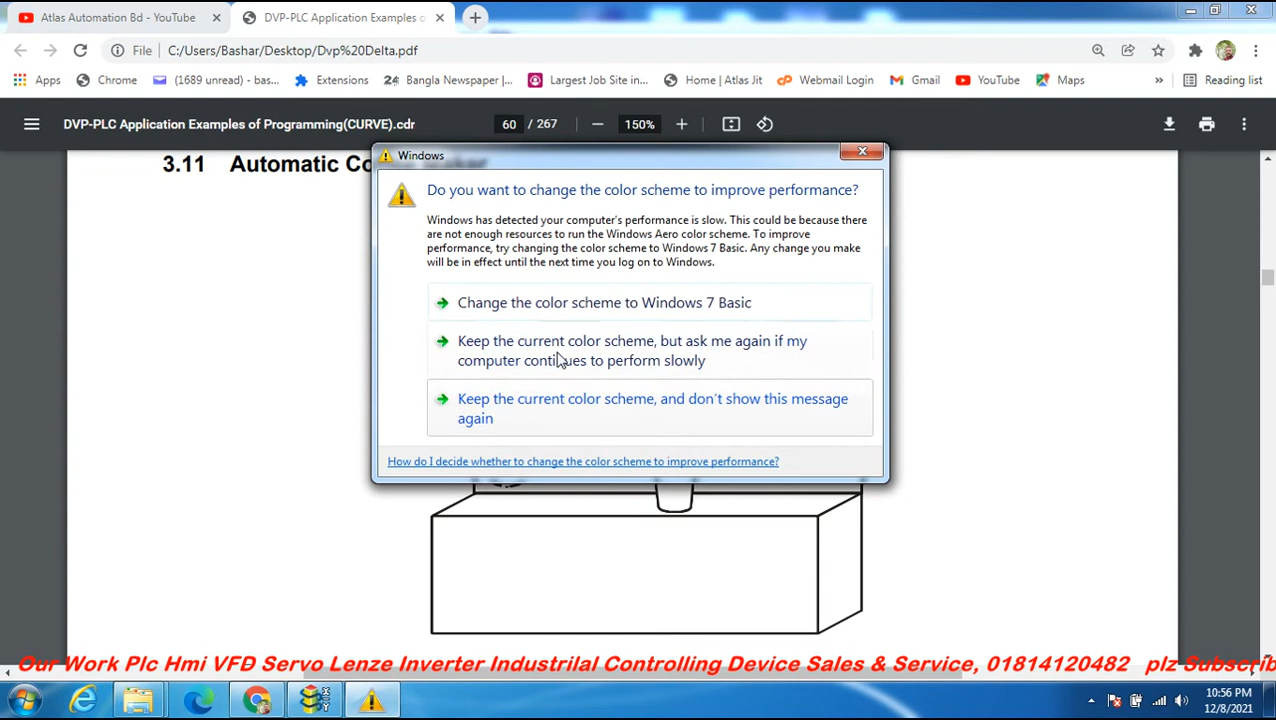 Atlas Automation Bd - YouTube
DVP-PLC Application Examples o
File
C:/Users/Bashar/Desktop/Dvp%20Delta.pdf
Apps
Chrome
(1689 unread) - bas...
Extensions
Bangla Newspaper |...
Largest Job Site in...
Home | Atlas Jit
Webmail Login
Gmail
YouTube
Maps
»
Reading list
DVP-PLC Application Examples of Programming(CURVE).cdr
60 / 267
150%
3.11 Automatic Co
Windows
Do you want to change the color scheme to improve performance?
Windows has detected your computer's performance is slow. This could be because there
are not enough resources to run the Windows Aero color scheme. To improve
performance, try changing the color scheme to Windows 7 Basic. Any change you make
will be in effect until the next time you log on to Windows.
Change the color scheme to Windows 7 Basic
Keep the current color scheme, but ask me again if my
computer continues to perform slowly
Keep the current color scheme, and don't show this message
again
How do I decide whether to change the color scheme to improve performance?
Our Work Plc Hmi VFD Servo Lenze Inverter Industrilal Controlling Device Sales & Service, 01814120482 plz Subscrib
10:56 PM
12/8/2021